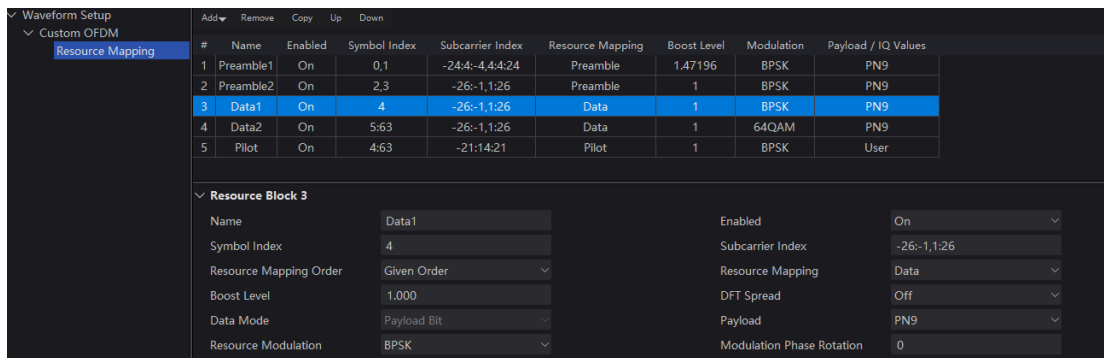 Waveform Setup
Custom OFDM
Resource Mapping
Add Remove Copy Up Down
# Name Enabled Symbol Index Subcarrier Index Resource Mapping Boost Level Modulation Payload / IQ Values
1 Preamble1 On 0,1 -24:4:-4,4:4:24 Preamble 1.47196 BPSK PN9
2 Preamble2 On 2,3 -26:-1,1:26 Preamble 1 BPSK PN9
3 Data1 On 4 -26:-1,1:26 Data 1 BPSK PN9
4 Data2 On 5:63 -26:-1,1:26 Data 1 64QAM PN9
5 Pilot On 4:63 -21:14:21 Pilot 1 BPSK User
Resource Block 3
Name Data1 Enabled On
Symbol Index 4 Subcarrier Index -26:-1,1:26
Resource Mapping Order Given Order Resource Mapping Data
Boost Level 1.000 DFT Spread Off
Data Mode Payload Bit Payload PN9
Resource Modulation BPSK Modulation Phase Rotation 0